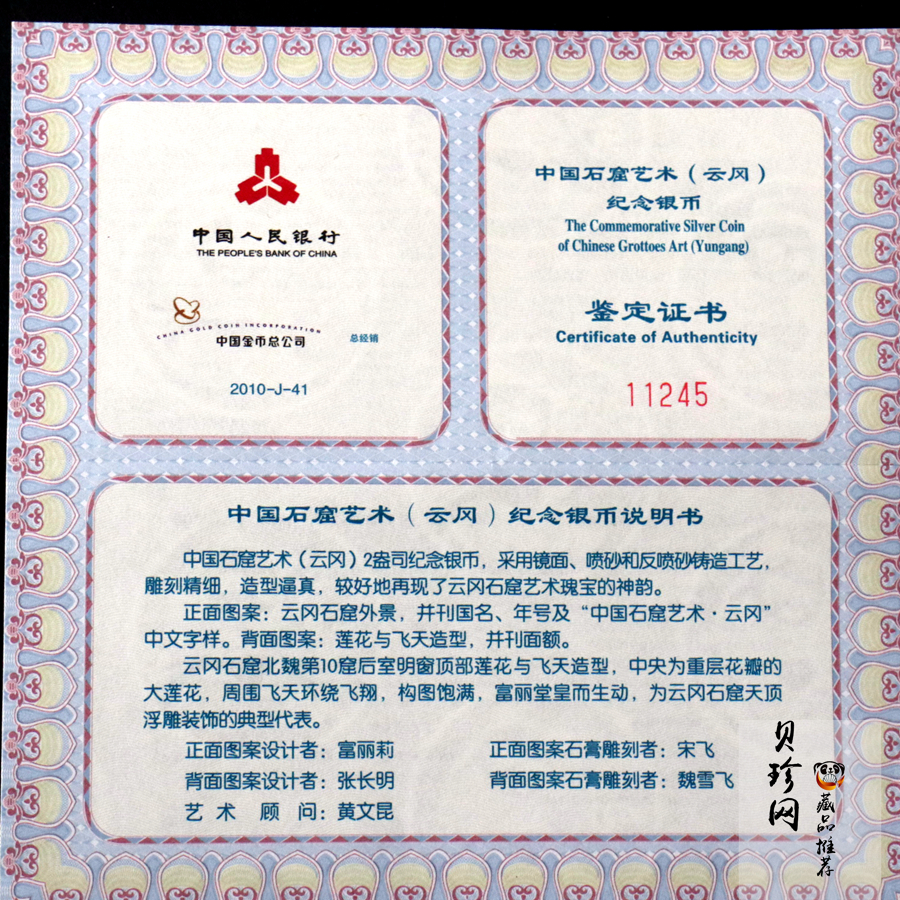 中国人民银行
THE PEOPLE'S BANK OF CHINA
CHINA GOLD COIN INCORPORATION
中国金币总公司 总经销
2010-J-41
中国石窟艺术（云冈）
纪念银币
The Commemorative Silver Coin
of Chinese Grottoes Art (Yungang)
鉴定证书
Certificate of Authenticity
11245
中国石窟艺术（云冈）纪念银币说明书
中国石窟艺术（云冈）2盎司纪念银币，采用镜面、喷砂和反喷砂铸造工艺，
雕刻精细，造型逼真，较好地再现了云冈石窟艺术瑰宝的神韵。
正面图案：云冈石窟外景，并刊国名、年号及“中国石窟艺术·云冈”
中文字样。背面图案：莲花与飞天造型，并刊面额。
云冈石窟北魏第10窟后室明窗顶部莲花与飞天造型，中央为重层花瓣的
大莲花，周围飞天环绕飞翔，构图饱满，富丽堂皇而生动，为云冈石窟天顶
浮雕装饰的典型代表。
正面图案设计者：富丽莉 正面图案石膏雕刻者：宋飞
背面图案设计者：张长明 背面图案石膏雕刻者：魏雪飞
艺术顾问：黄文昆
贝珍网
藏品推荐